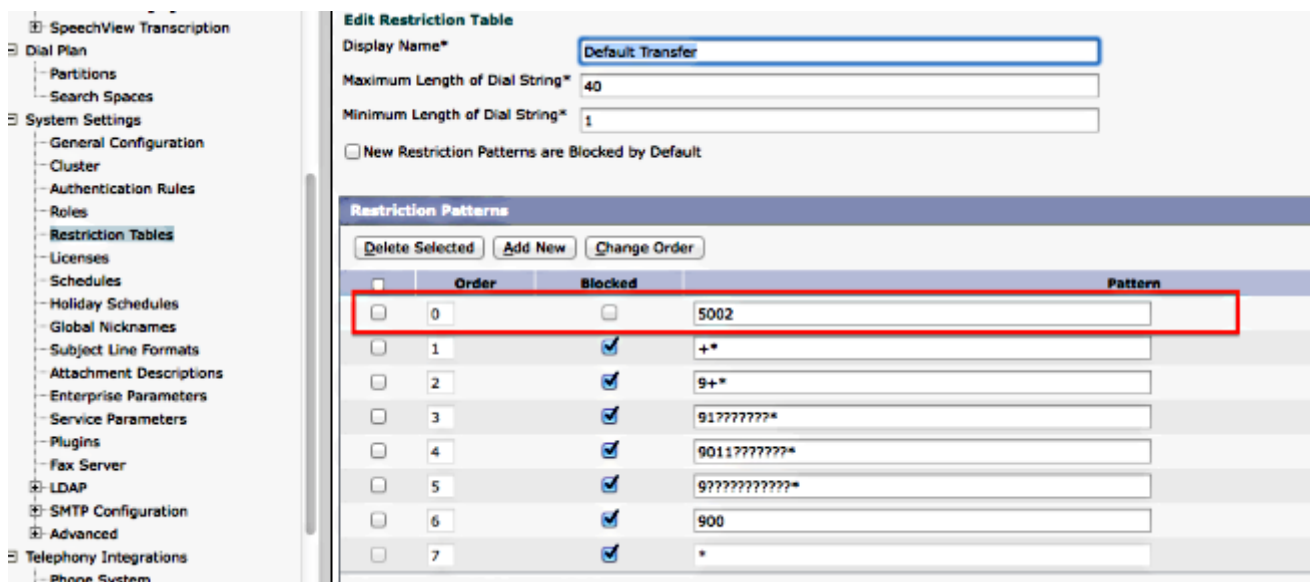 SpeechView Transcription
Dial Plan
Partitions
Search Spaces
System Settings
General Configuration
Cluster
Authentication Rules
Roles
Restriction Tables
Licenses
Schedules
Holiday Schedules
Global Nicknames
Subject Line Formats
Attachment Descriptions
Enterprise Parameters
Service Parameters
Plugins
Fax Server
LDAP
SMTP Configuration
Advanced
Telephony Integrations
Phone System
Edit Restriction Table
Display Name* Default Transfer
Maximum Length of Dial String* 40
Minimum Length of Dial String* 1
New Restriction Patterns are Blocked by Default
Restriction Patterns
Delete Selected Add New Change Order
Order Blocked Pattern
0 5002
1 +*
2 9+*
3 91???????*
4 9011???????*
5 9??????????*
6 900
7 *